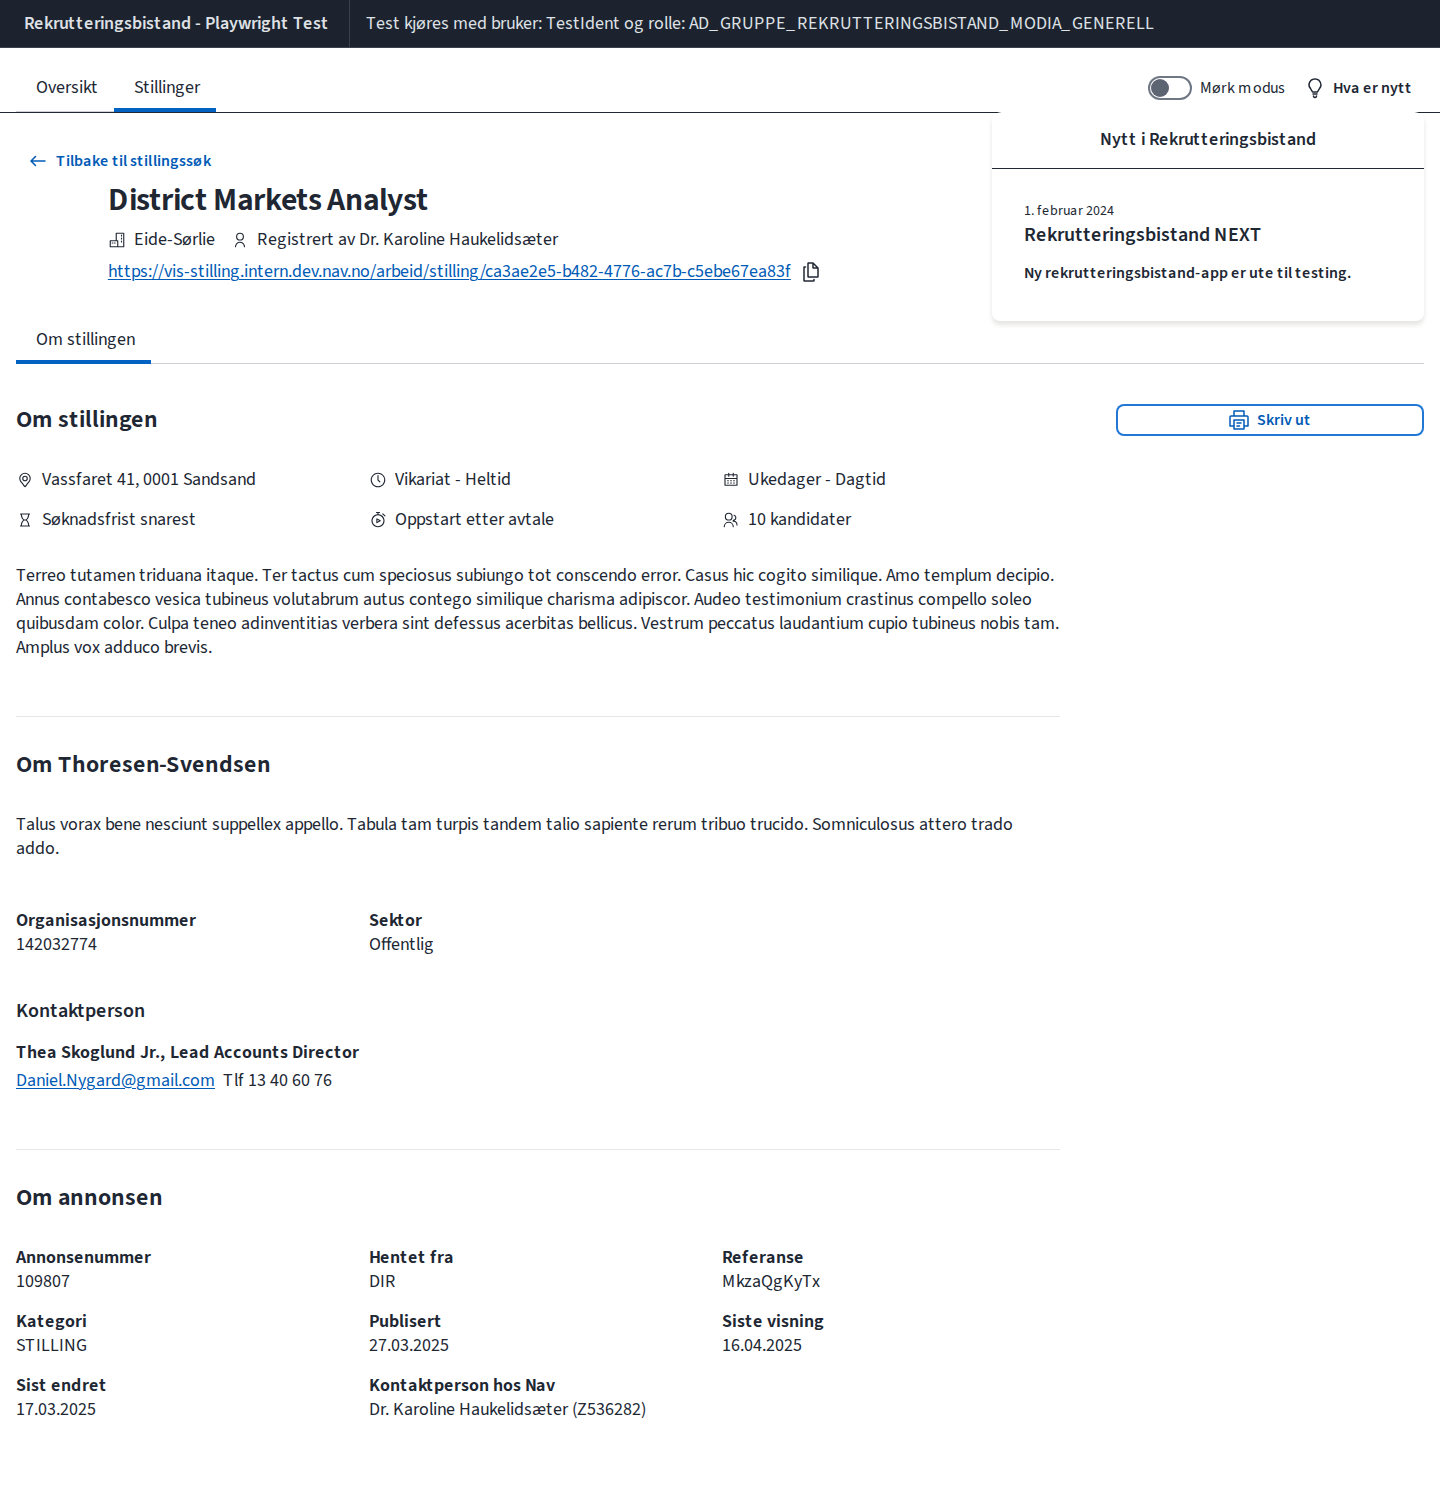 Rekrutteringsbistand - Playwright Test
Test kjøres med bruker: TestIdent og rolle: AD_GRUPPE_REKRUTTERINGSBISTAND_MODIA_GENERELL
Oversikt
Stillinger
Mørk modus
Hva er nytt
Nytt i Rekrutteringsbistand
1. februar 2024
Rekrutteringsbistand NEXT
Ny rekrutteringsbistand-app er ute til testing.
Tilbake til stillingssøk
District Markets Analyst
Eide-Sørlie
Registrert av Dr. Karoline Haukelidsæter
https://vis-stilling.intern.dev.nav.no/arbeid/stilling/ca3ae2e5-b482-4776-ac7b-c5ebe67ea83f
Om stillingen
Om stillingen
Skriv ut
Vassfaret 41, 0001 Sandsand
Vikariat - Heltid
Ukedager - Dagtid
Søknadsfrist snarest
Oppstart etter avtale
10 kandidater
Terreo tutamen triduana itaque. Ter tactus cum speciosus subiungo tot conscendo error. Casus hic cogito similique. Amo templum decipio.
Annus contabesco vesica tubineus volutabrum autus contego similique charisma adipiscor. Audeo testimonium crastinus compello soleo
quibusdam color. Culpa teneo adinventitias verbera sint defessus acerbitas bellicus. Vestrum peccatus laudantium cupio tubineus nobis tam.
Amplus vox adduco brevis.
Om Thoresen-Svendsen
Talus vorax bene nesciunt suppellex appello. Tabula tam turpis tandem talio sapiente rerum tribuo trucido. Somniculosus attero trado
addo.
Organisasjonsnummer
142032774
Sektor
Offentlig
Kontaktperson
Thea Skoglund Jr., Lead Accounts Director
Daniel.Nygard@gmail.com Tlf 13 40 60 76
Om annonsen
Annonsenummer
109807
Hentet fra
DIR
Referanse
MkzaQgKyTx
Kategori
STILLING
Publisert
27.03.2025
Siste visning
16.04.2025
Sist endret
17.03.2025
Kontaktperson hos Nav
Dr. Karoline Haukelidsæter (Z536282)